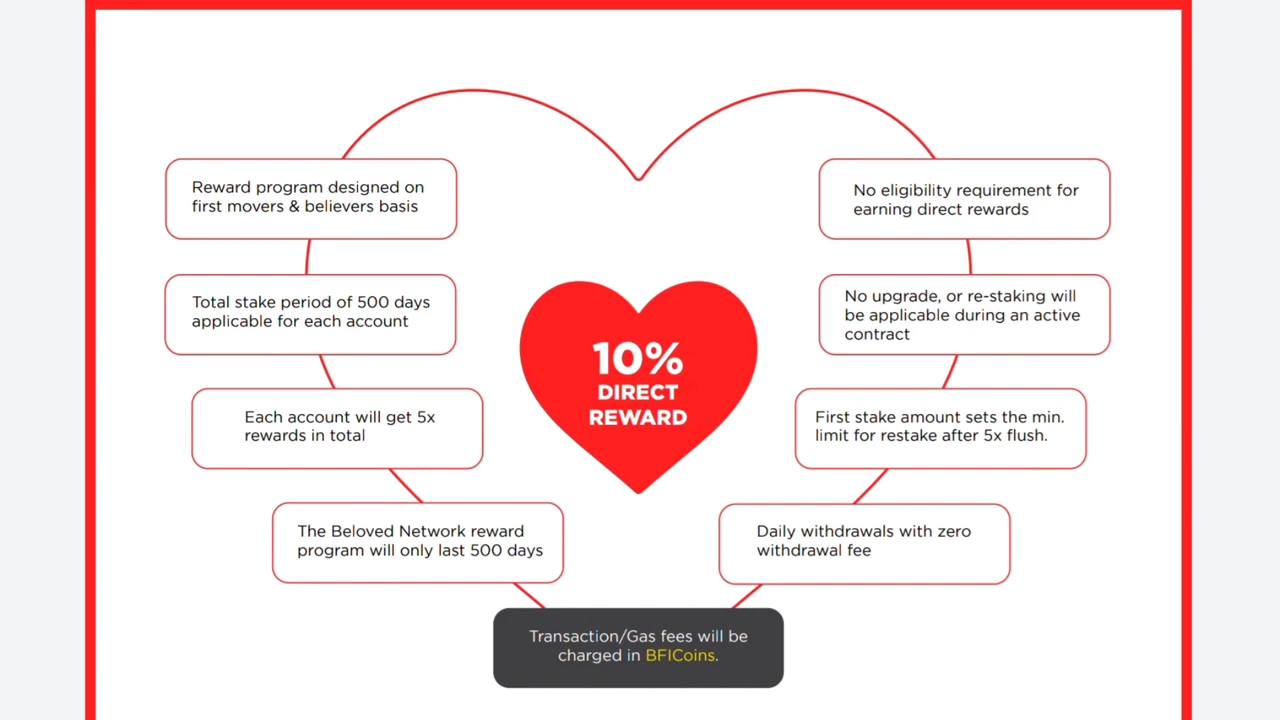 Reward program designed on
first movers & believers basis
No eligibility requirement for
earning direct rewards
Total stake period of 500 days
applicable for each account
No upgrade, or re-staking will
be applicable during an active
contract
10%
DIRECT
REWARD
Each account will get 5x
rewards in total
First stake amount sets the min.
limit for restake after 5x flush.
The Beloved Network reward
program will only last 500 days
Daily withdrawals with zero
withdrawal fee
Transaction/Gas fees will be
charged in BFICoins.